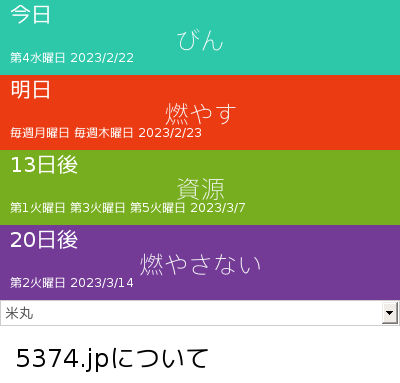 今日
びん
第4水曜日 2023/2/22
明日
燃やす
毎週月曜日 毎週木曜日 2023/2/23
13日後
資源
第1火曜日 第3火曜日 第5火曜日 2023/3/7
20日後
燃やさない
第2火曜日 2023/3/14
米丸
5374.jpについて